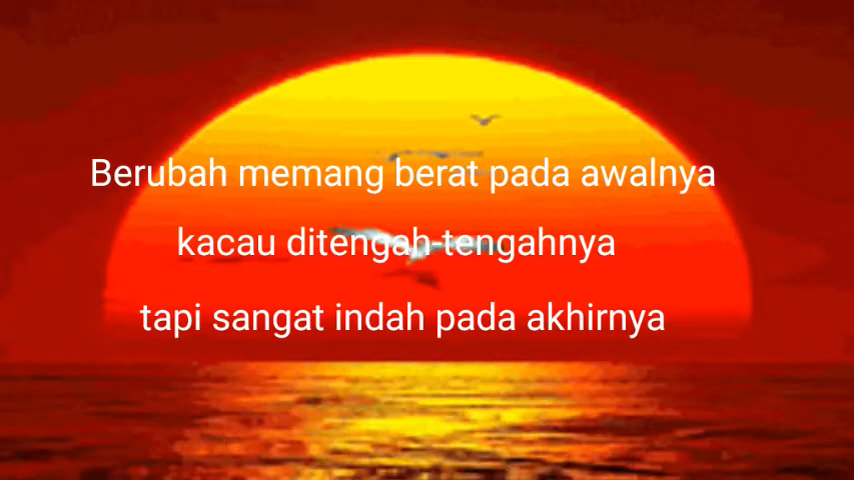 Berubah memang berat pada awalnya
kacau ditengah-tengahnya
tapi sangat indah pada akhirnya